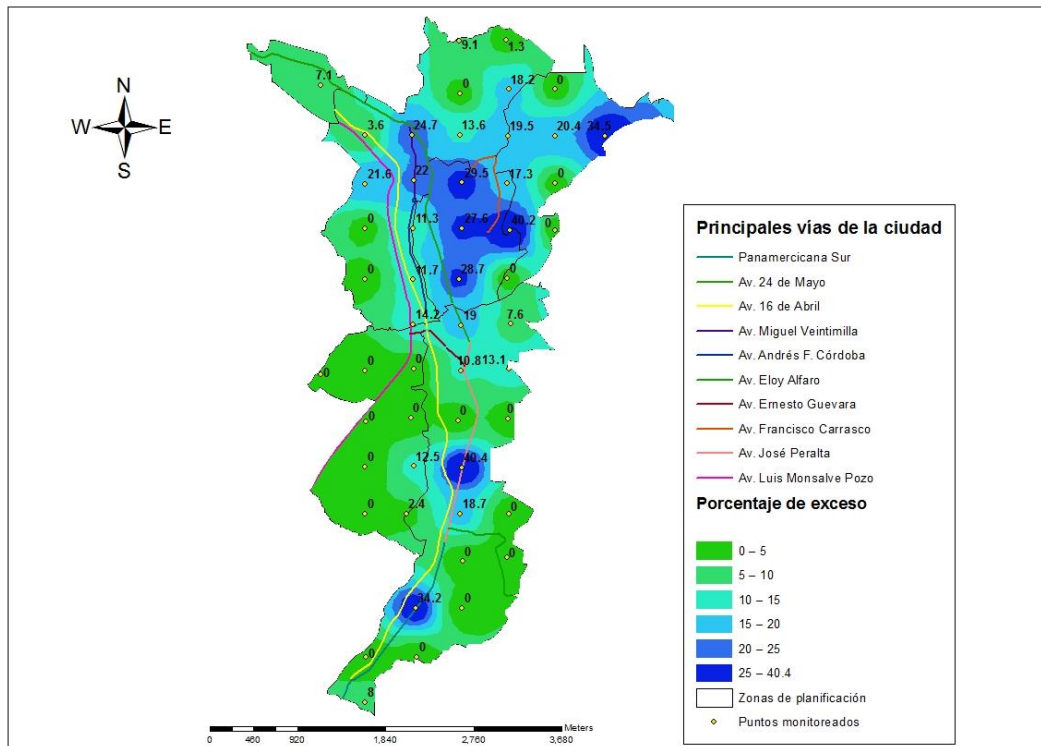 9.1
1.3
7.1
0
18.2
0
3.6
24.7
13.6
19.5
20.4
34.5
21.6
22
29.5
17.3
0
0
11.3
27.6
40.2
0
0
11.7
28.7
0
14.2
19
7.6
0
0
0
10.8
13.1
0
0
0
0
0
12.5
40.4
0
2.4
18.7
0
0
0
34.2
0
0
0
8
N
W E
S
Principales vías de la ciudad
Panamericana Sur
Av. 24 de Mayo
Av. 16 de Abril
Av. Miguel Veintimilla
Av. Andrés F. Córdoba
Av. Eloy Alfaro
Av. Ernesto Guevara
Av. Francisco Carrasco
Av. José Peralta
Av. Luis Monsalve Pozo
Porcentaje de exceso
0 – 5
5 – 10
10 – 15
15 – 20
20 – 25
25 – 40.4
Zonas de planificación
Puntos monitoreados
Meters
0 460 920 1,840 2,760 3,680